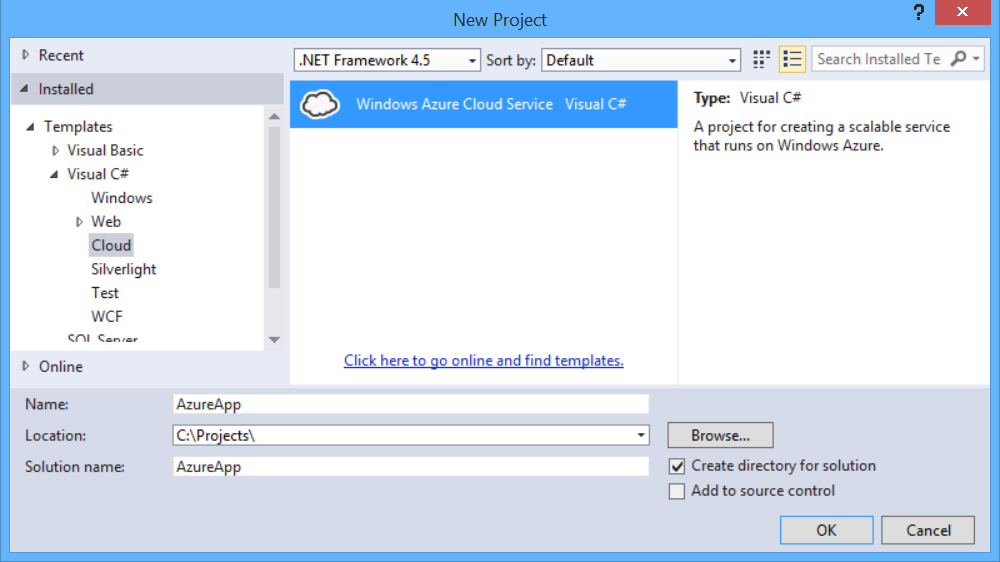 New Project
?
Recent
.NET Framework 4.5 Sort by: Default Search Installed Te
Installed
Templates
Visual Basic
Visual C#
Windows
Web
Cloud
Silverlight
Test
WCF
SQL Server
Online
Windows Azure Cloud Service Visual C#
Click here to go online and find templates.
Type: Visual C#
A project for creating a scalable service
that runs on Windows Azure.
Name: AzureApp
Location: C:\Projects\ Browse...
Solution name: AzureApp
Create directory for solution
Add to source control
OK Cancel